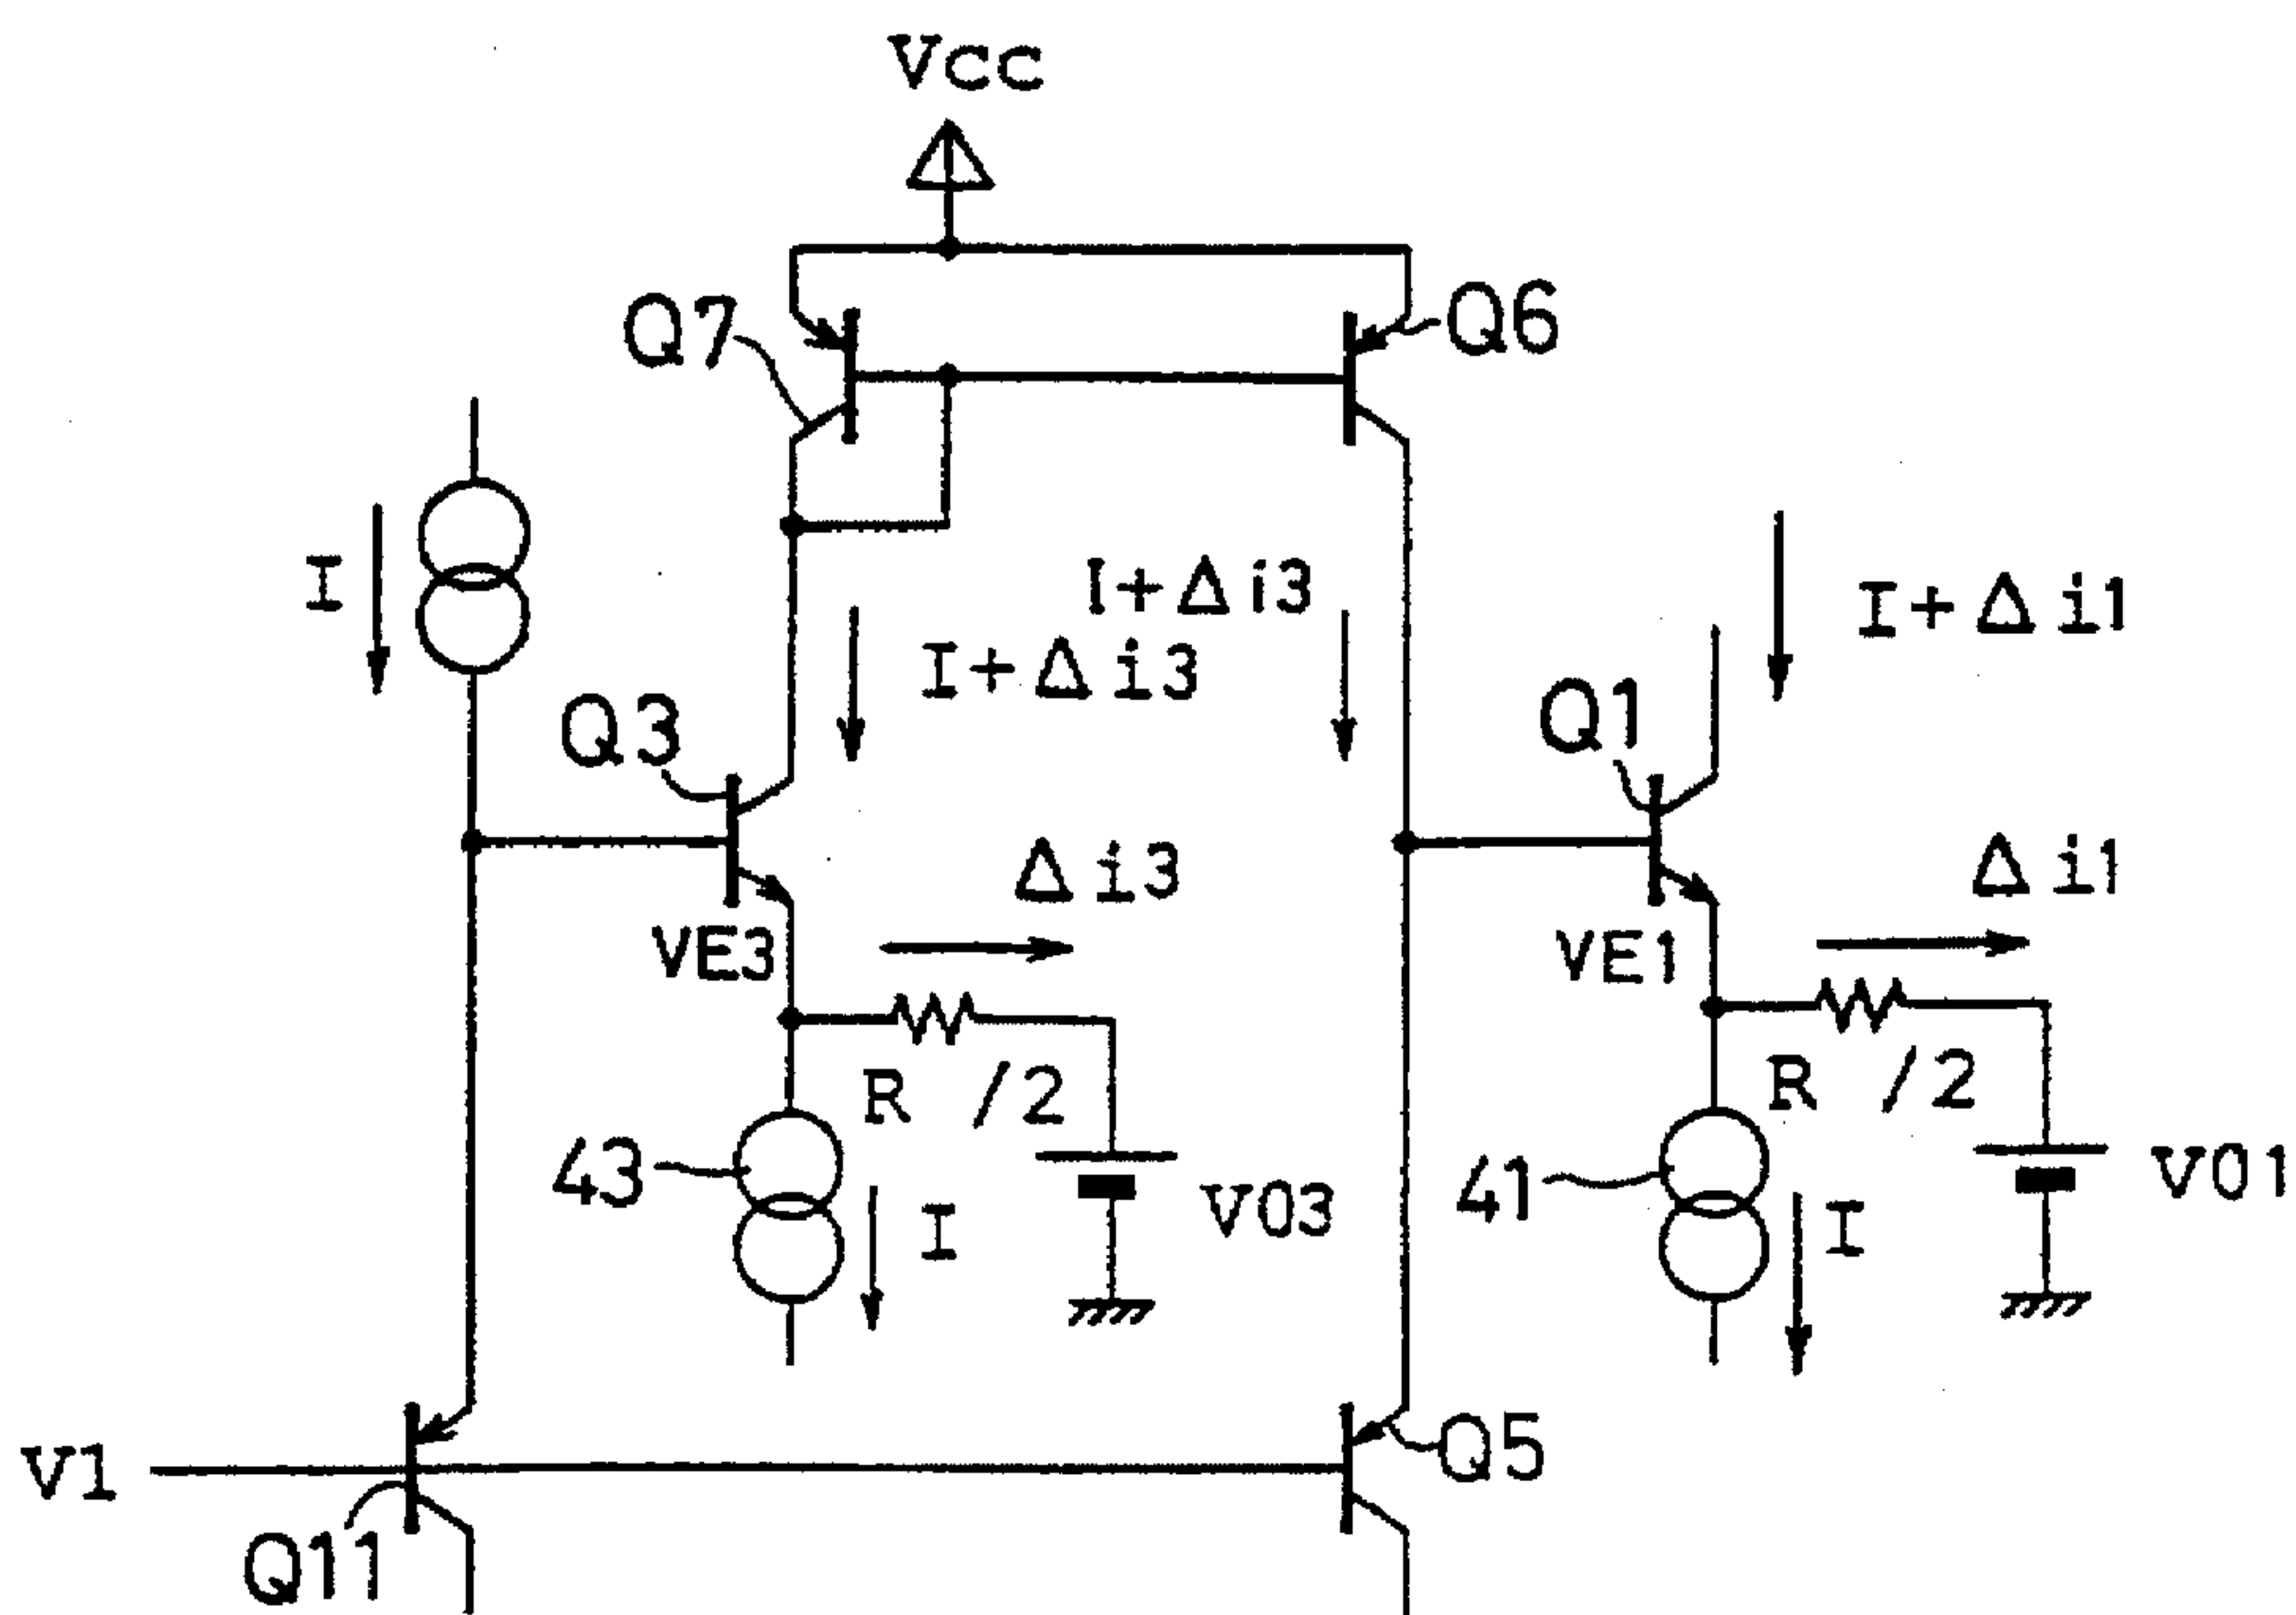 Vcc
Q7
Q6
I
I+Δi3
I+Δi3
I+Δi1
Q3
Q1
Δi3
Δi1
VE3
VE1
R /2
R /2
43
I
V03
41
I
V01
V1
Q5
Q11